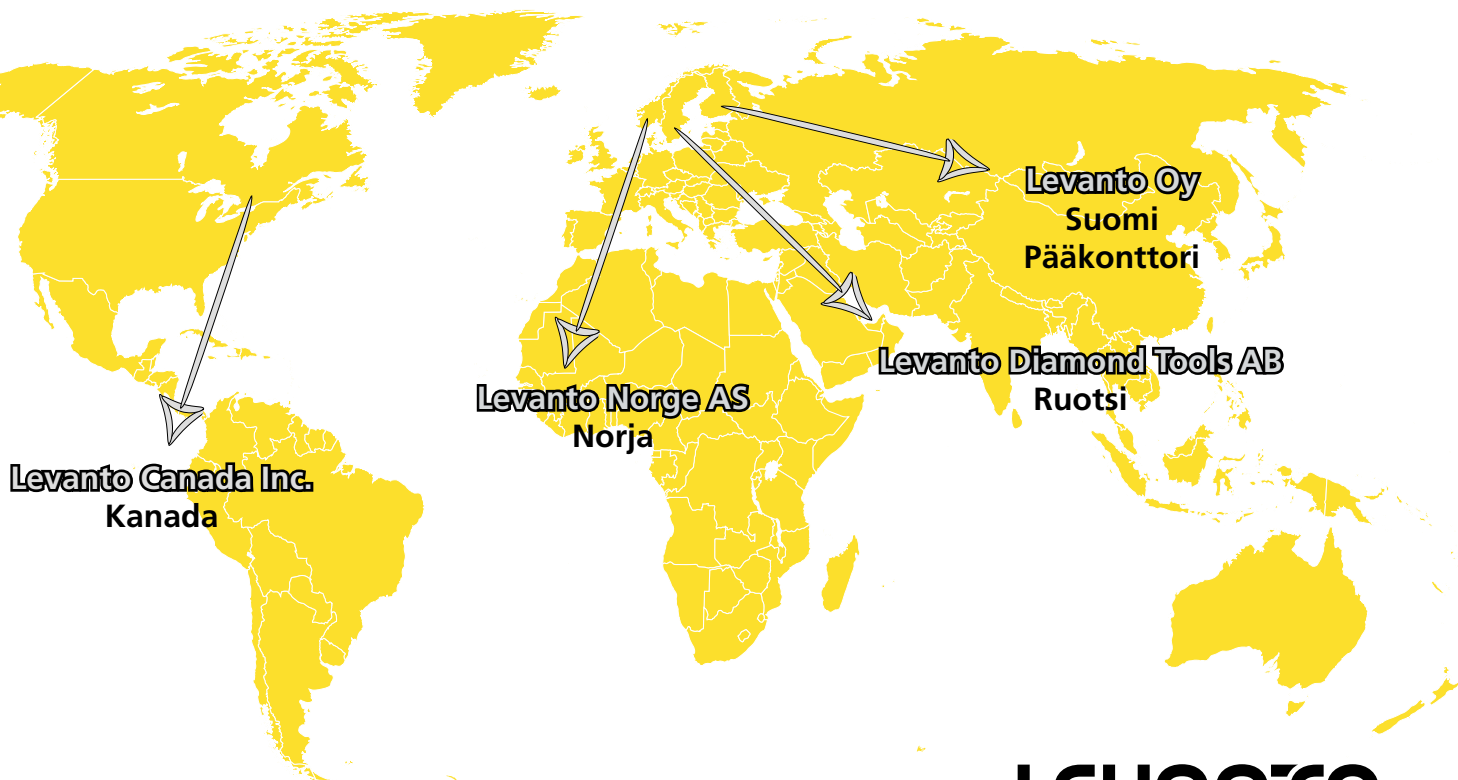 Levanto Oy
Suomi
Pääkonttori
Levanto Diamond Tools AB
Ruotsi
Levanto Norge AS
Norja
Levanto Canada Inc.
Kanada